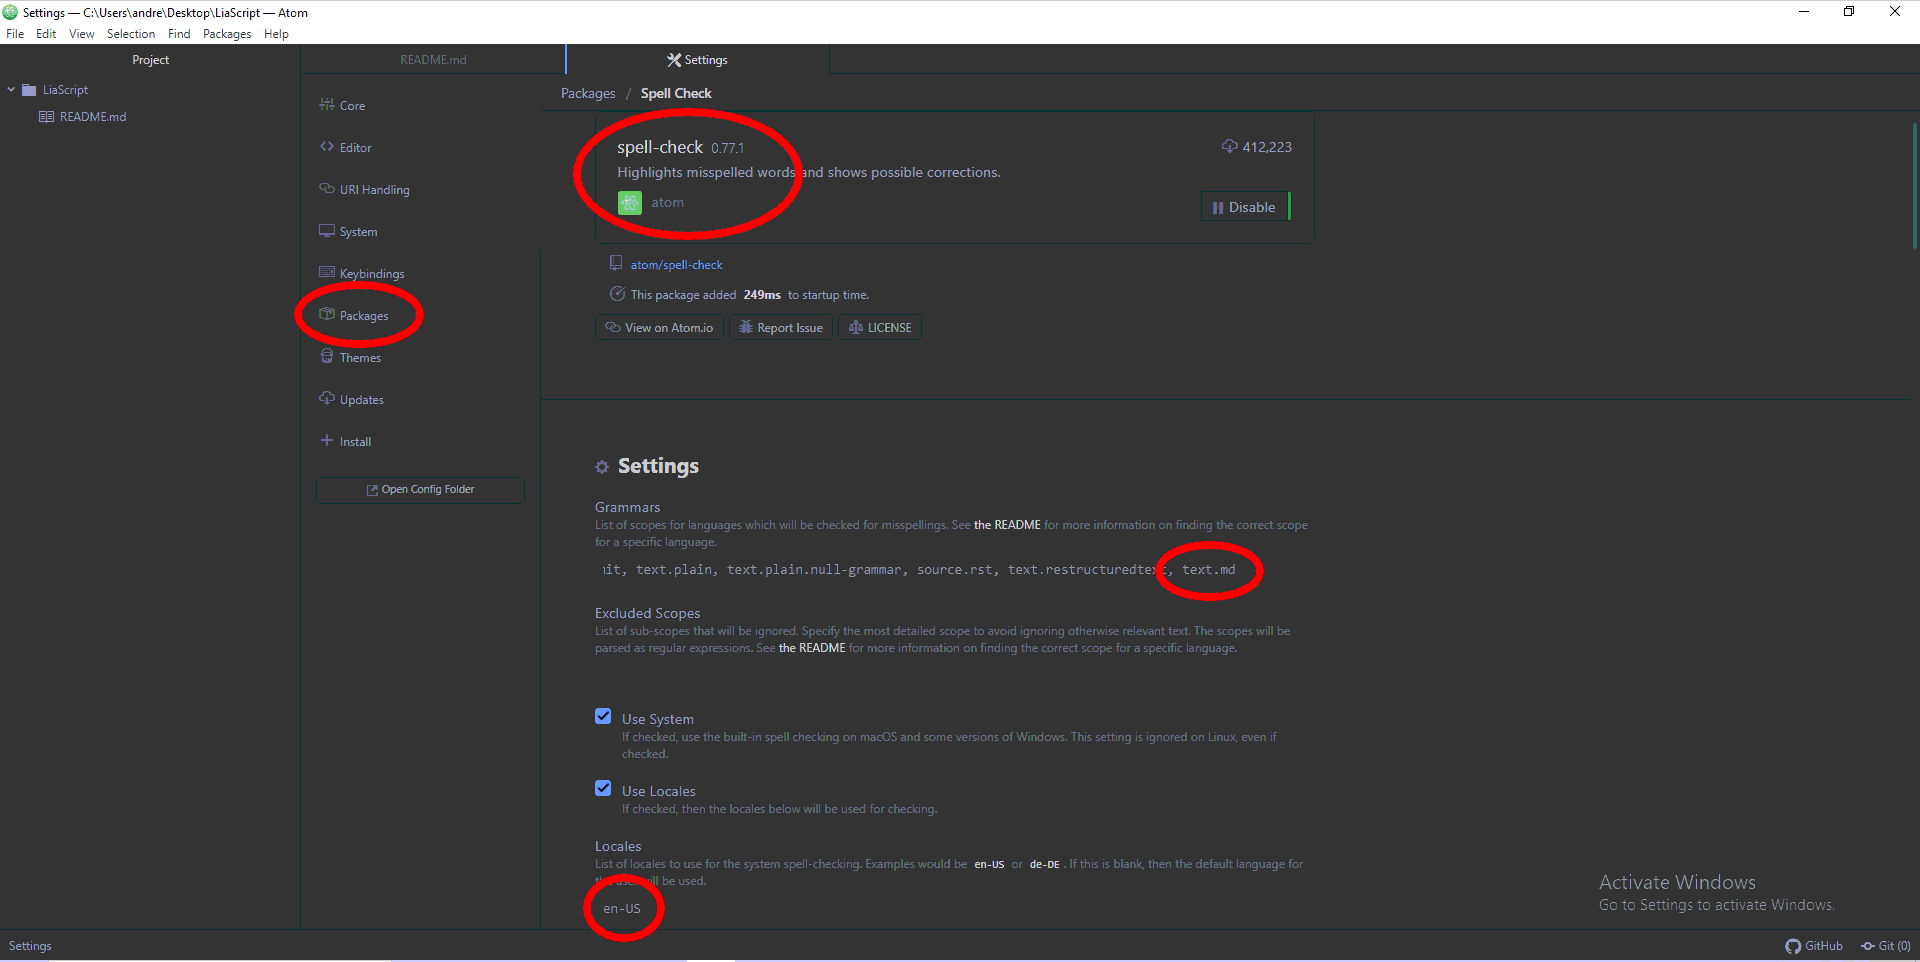 Settings — C:\Users\andre\Desktop\LiaScript — Atom
File Edit View Selection Find Packages Help
Project
LiaScript
README.md
README.md
Settings
Core
Editor
URI Handling
System
Keybindings
Packages
Themes
Updates
Install
Open Config Folder
Packages / Spell Check
spell-check 0.77.1
412,223
Highlights misspelled words and shows possible corrections.
atom
Disable
atom/spell-check
This package added 249ms to startup time.
View on Atom.io Report Issue LICENSE
Settings
Grammars
List of scopes for languages which will be checked for misspellings. See the README for more information on finding the correct scope
for a specific language.
text.plain, text.plain.null-grammar, source.rst, text.restructuredtext, text.md
Excluded Scopes
List of sub-scopes that will be ignored. Specify the most detailed scope to avoid ignoring otherwise relevant text. The scopes will be
parsed as regular expressions. See the README for more information on finding the correct scope for a specific language.
Use System
If checked, use the built-in spell checking on macOS and some versions of Windows. This setting is ignored on Linux, even if
checked.
Use Locales
If checked, then the locales below will be used for checking.
Locales
List of locales to use for the system spell-checking. Examples would be en-US or de-DE . If this is blank, then the default language for
the user will be used.
en-US
Activate Windows
Go to Settings to activate Windows.
Settings
GitHub Git (0)